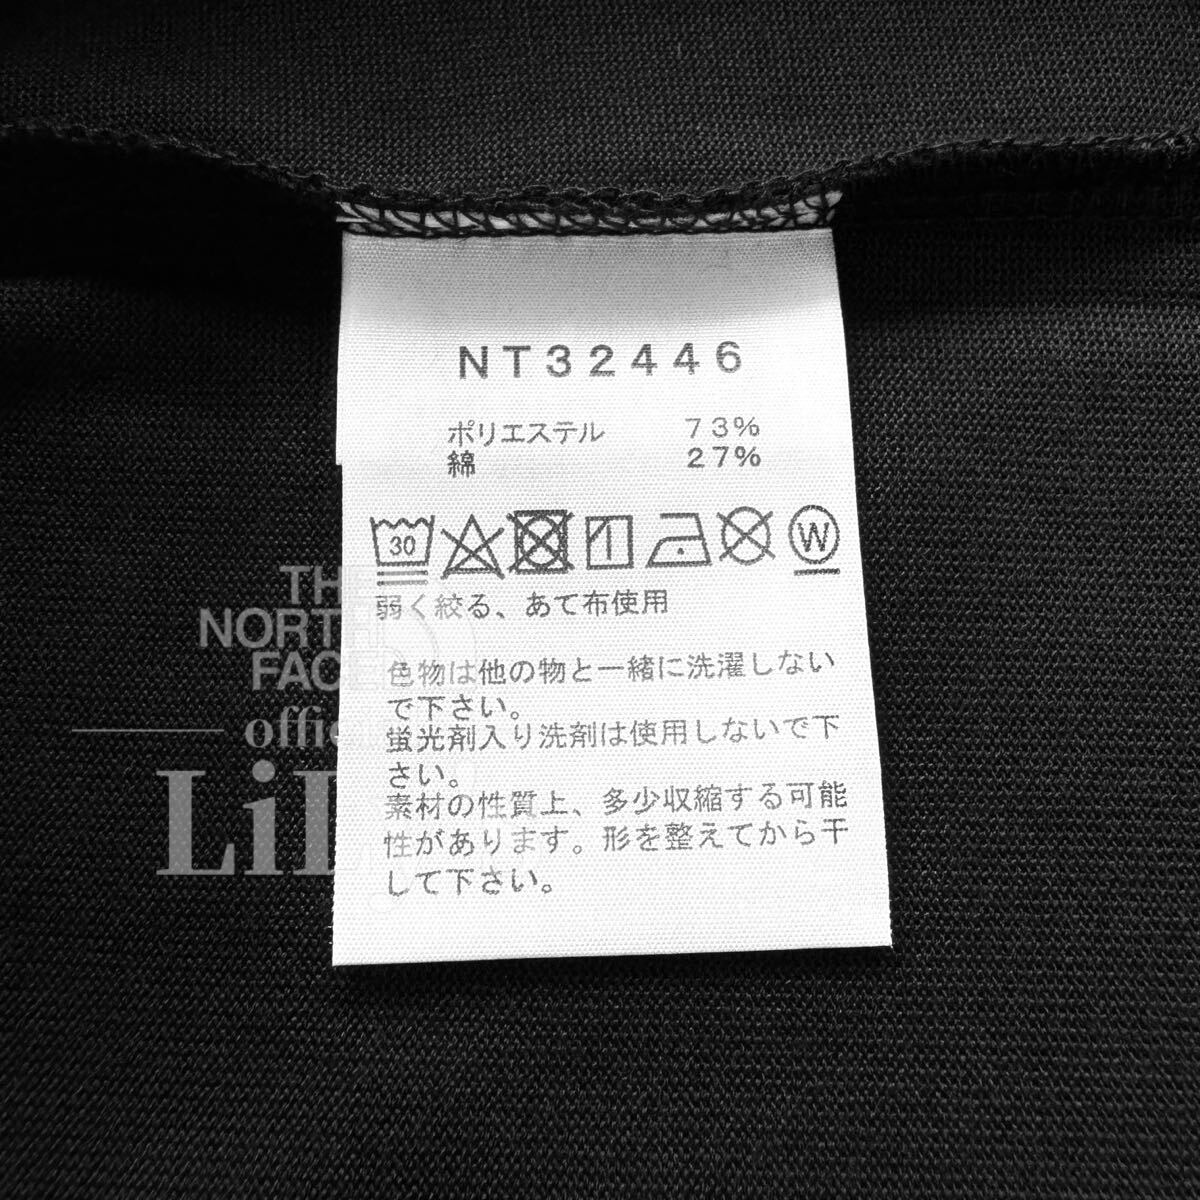 NT32446
ポリエステル 73%
綿 27%
30 W
弱く絞る、あて布使用
色物は他の物と一緒に洗濯しない
で下さい。
蛍光剤入り洗剤は使用しないで下
さい。
素材の性質上、多少収縮する可能
性があります。形を整えてから干
して下さい。
THE
NORTH
FACE